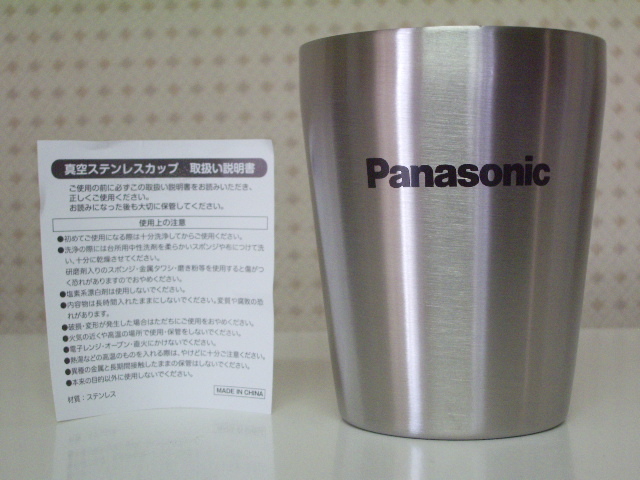 真空ステンレスカップ 取扱い説明書
ご使用の前に必ずこの取扱い説明書をお読みいただき、
正しくご使用ください。
お読みになった後も大切に保管してください。
使用上の注意
●初めてご使用になる際は十分洗浄してからご使用ください。
●洗浄の際には台所用中性洗剤を柔らかいスポンジや布につけて洗
い、十分に乾燥させてください。
研磨剤入りのスポンジ・金属タワシ・磨き粉等を使用すると傷がつ
く恐れがありますのでおやめください。
●塩素系漂白剤は使用しないでください。
●内容物は長時間入れたままにしないでください。変質や腐敗の恐
れがあります。
●破損・変形が発生した場合はただちにご使用をおやめください。
●火気の近くや高温の場所で使用・保管をしないでください。
●電子レンジ・オーブン・直火にかけないでください。
●熱湯などの高温のものを入れる際は、やけどに十分ご注意ください。
●異種の金属と長期間接触したままの保管はしないでください。
●本来の目的以外に使用しないでください。
材質:ステンレス
MADE IN CHINA
Panasonic